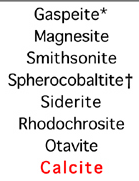 Gaspeite*
Magnesite
Smithsonite
Spherocobaltite†
Siderite
Rhodochrosite
Otavite
Calcite